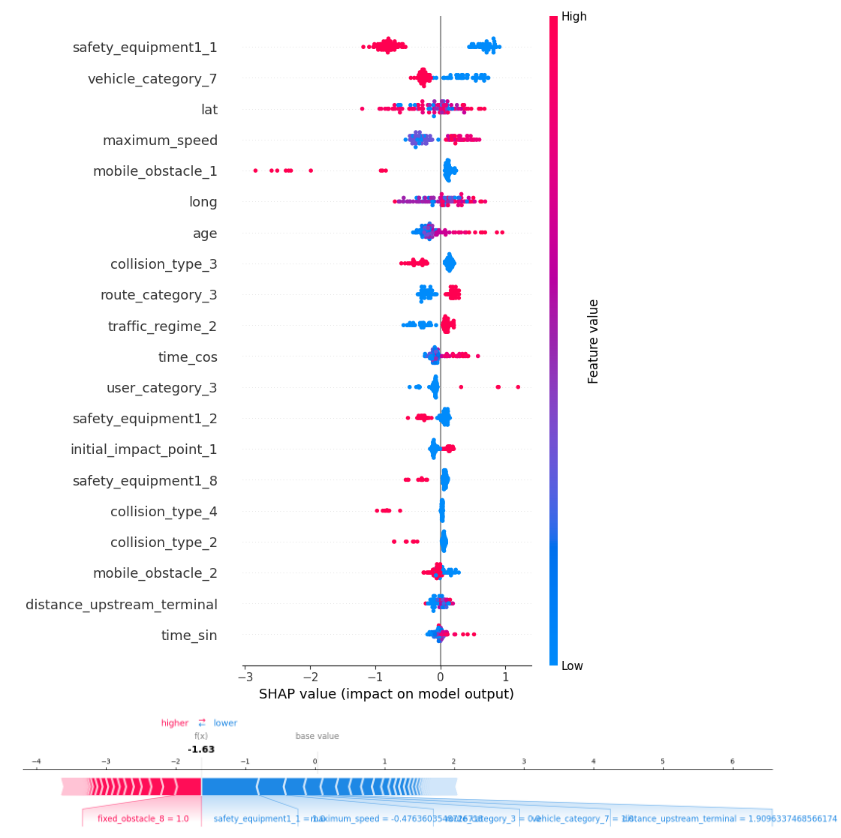 High
safety_equipment1_1
vehicle_category_7
lat
maximum_speed
mobile_obstacle_1
long
age
collision_type_3
route_category_3
traffic_regime_2
time_cos
user_category_3
safety_equipment1_2
initial_impact_point_1
safety_equipment1_8
collision_type_4
collision_type_2
mobile_obstacle_2
distance_upstream_terminal
time_sin
Feature value
Low
−3 −2 −1 0 1
SHAP value (impact on model output)
higher lower
f(x) base value
-1.63
-4 -3 -2 -1 0 1 2 3 4 5 6
fixed_obstacle_8 = 1.0 safety_equipment1_1 = vehicle_category_7 = distance_upstream_terminal = 1.9096337468566174